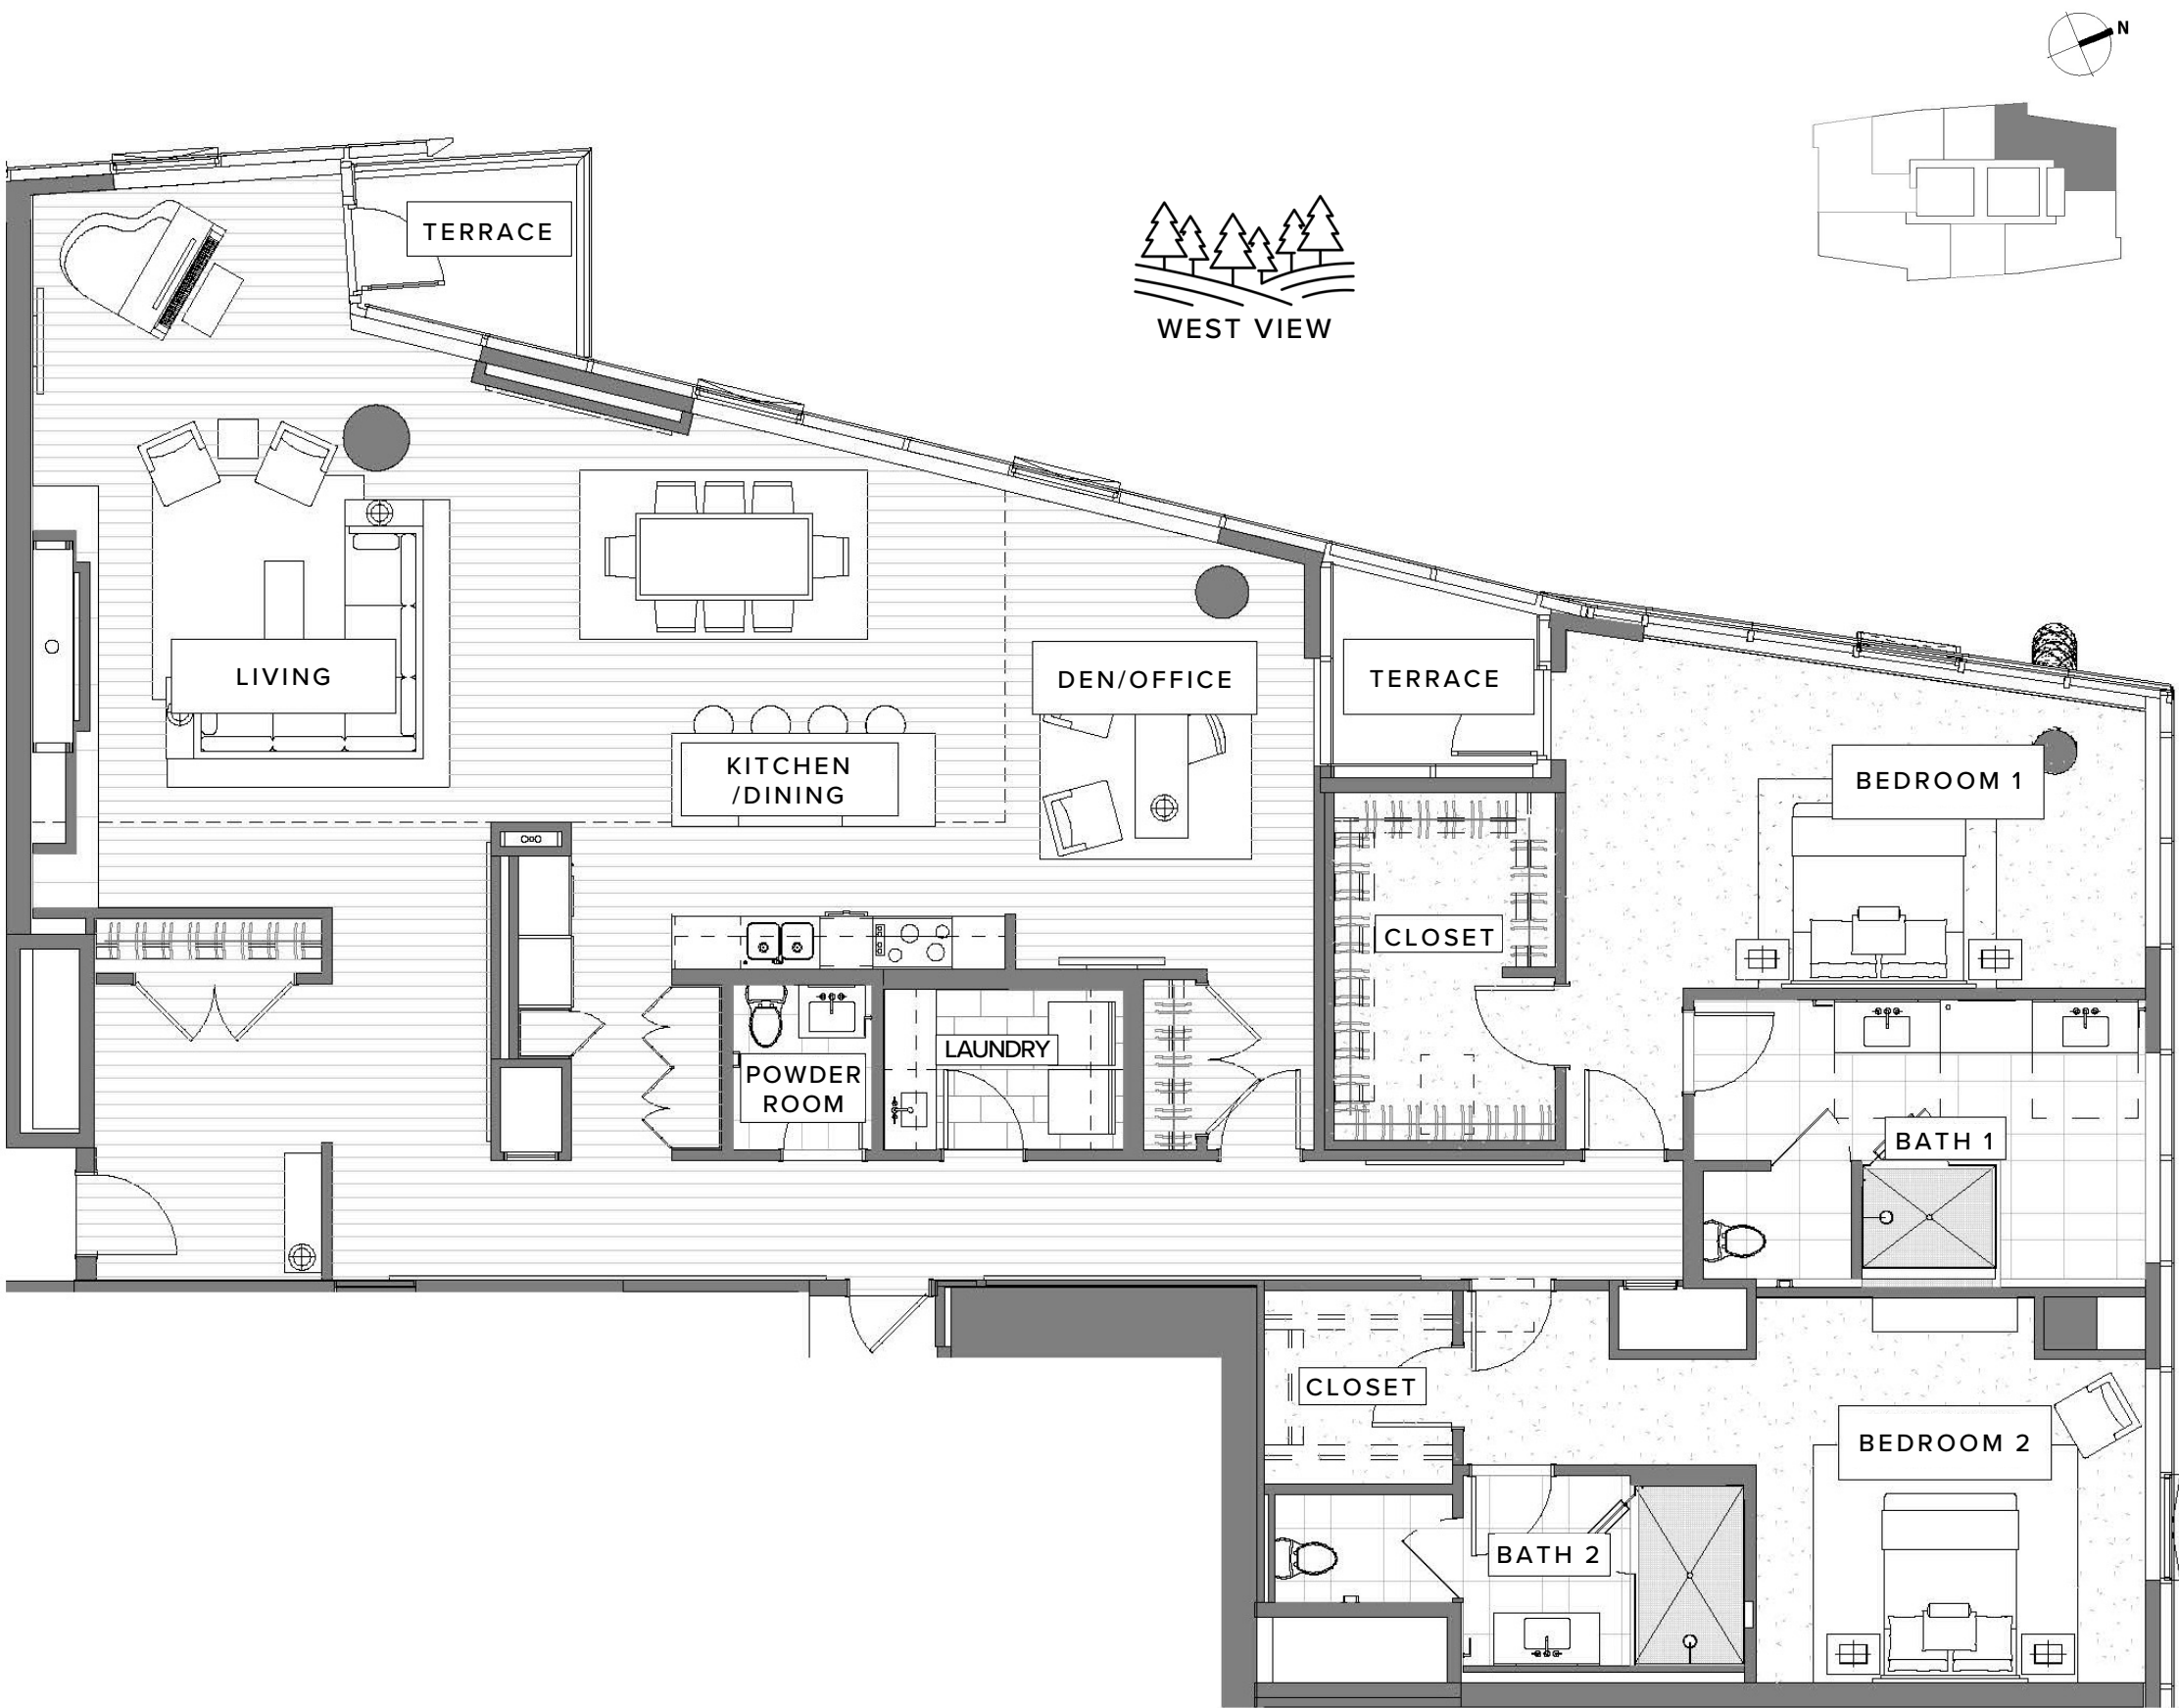 N
TERRACE
WEST VIEW
LIVING
DEN/OFFICE
TERRACE
KITCHEN
/DINING
BEDROOM 1
CLOSET
LAUNDRY
POWDER
ROOM
BATH 1
CLOSET
BEDROOM 2
BATH 2